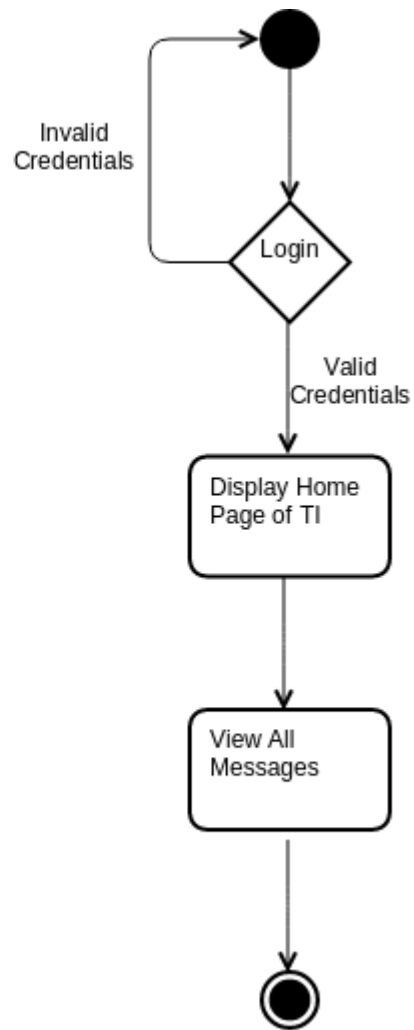 Invalid
Credentials
Login
Valid
Credentials
Display Home
Page of TI
View All
Messages